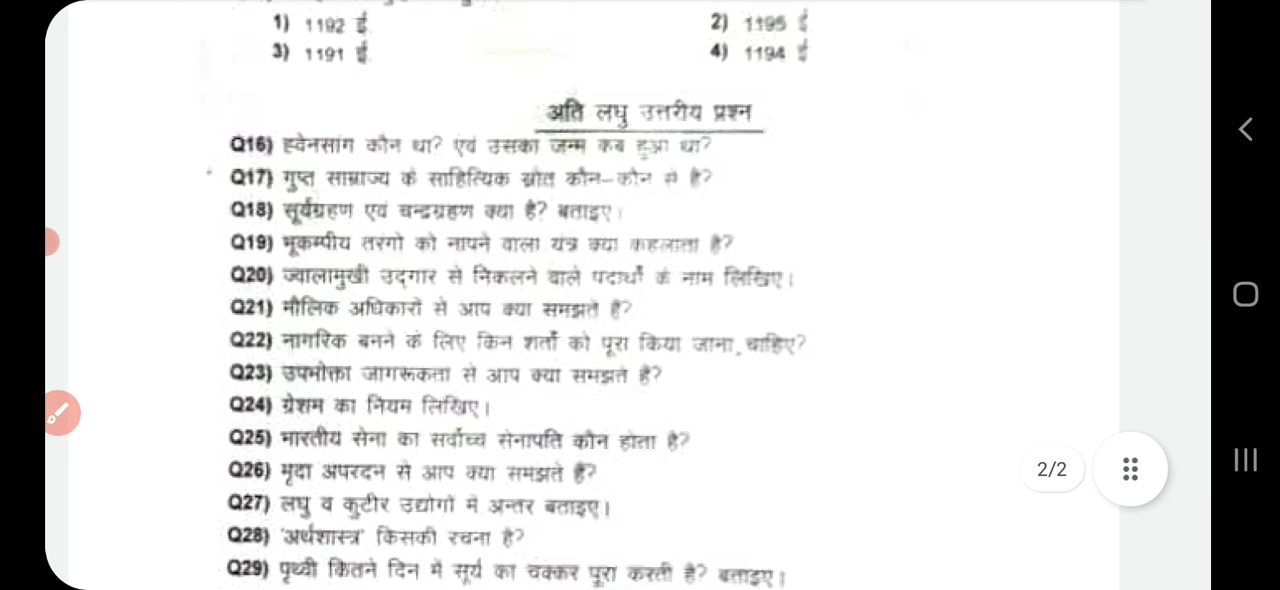 1) 1192 ई. 2) 1195 ई
3) 1191 ई. 4) 1194 ई
अति लघु उत्तरीय प्रश्न
Q16) ह्वेनसांग कौन था? एवं उसका जन्म कब हुआ था?
Q17) गुप्त साम्राज्य के साहित्यिक स्रोत कौन-कौन से है?
Q18) सूर्यग्रहण एवं चन्द्रग्रहण क्या है? बताइए।
Q19) भूकम्पीय तरंगो को नापने वाला यंत्र क्या कहलाता है?
Q20) ज्वालामुखी उद्गार से निकलने वाले पदार्थों के नाम लिखिए।
Q21) मौलिक अधिकारों से आप क्या समझते है?
Q22) नागरिक बनने के लिए किन शर्तों को पूरा किया जाना चाहिए?
Q23) उपभोक्ता जागरूकता से आप क्या समझते है?
Q24) ग्रेशम का नियम लिखिए।
Q25) भारतीय सेना का सर्वोच्च सेनापति कौन होता है?
2/2
Q26) मृदा अपरदन से आप क्या समझते हैं?
Q27) लघु व कुटीर उद्योगों में अन्तर बताइए।
Q28) 'अर्थशास्त्र' किसकी रचना है?
Q29) पृथ्वी कितने दिन में सूर्य का चक्कर पूरा करती है? बताइए।